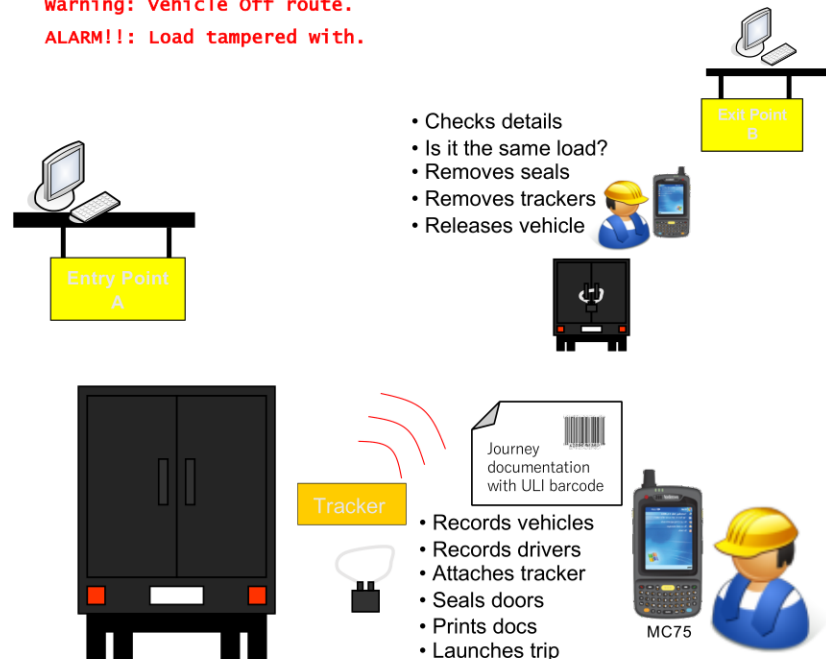 Warning: Vehicle Off route.
ALARM!!: Load tampered with.
Exit Point
B
• Checks details
• Is it the same load?
• Removes seals
• Removes trackers
• Releases vehicle
Entry Point
A
Journey
documentation
with ULI barcode
Tracker
• Records vehicles
• Records drivers
• Attaches tracker
• Seals doors
• Prints docs
• Launches trip
MC75